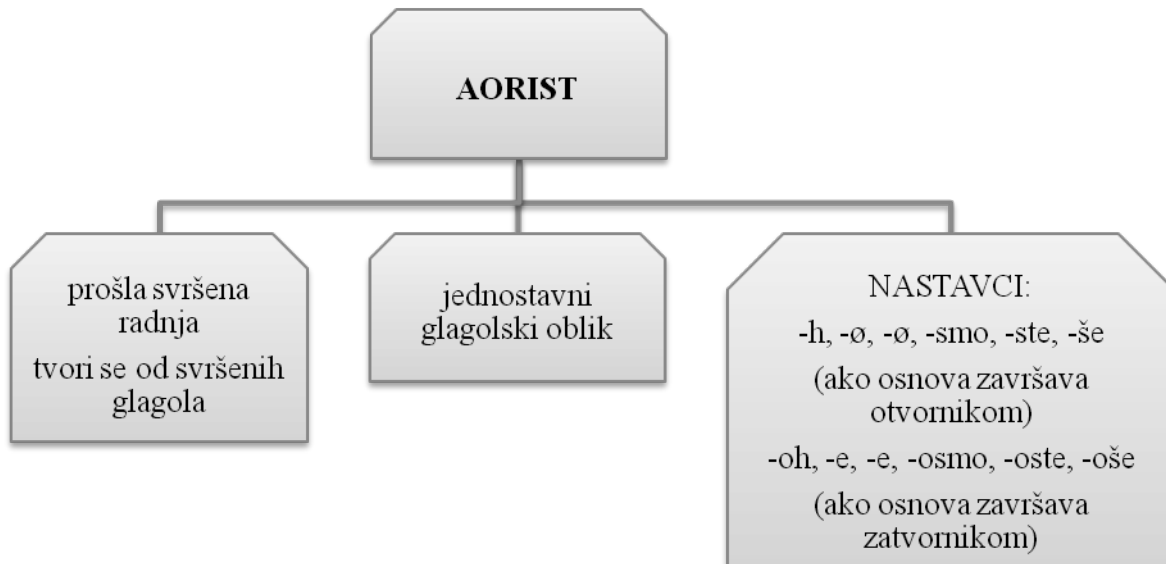 AORIST
prošla svršena
radnja
tvori se od svršenih
glagola
jednostavni
glagolski oblik
NASTAVCI:
-h, -ø, -ø, -smo, -ste, -še
(ako osnova završava
otvornikom)
-oh, -e, -e, -osmo, -oste, -oše
(ako osnova završava
zatvornikom)